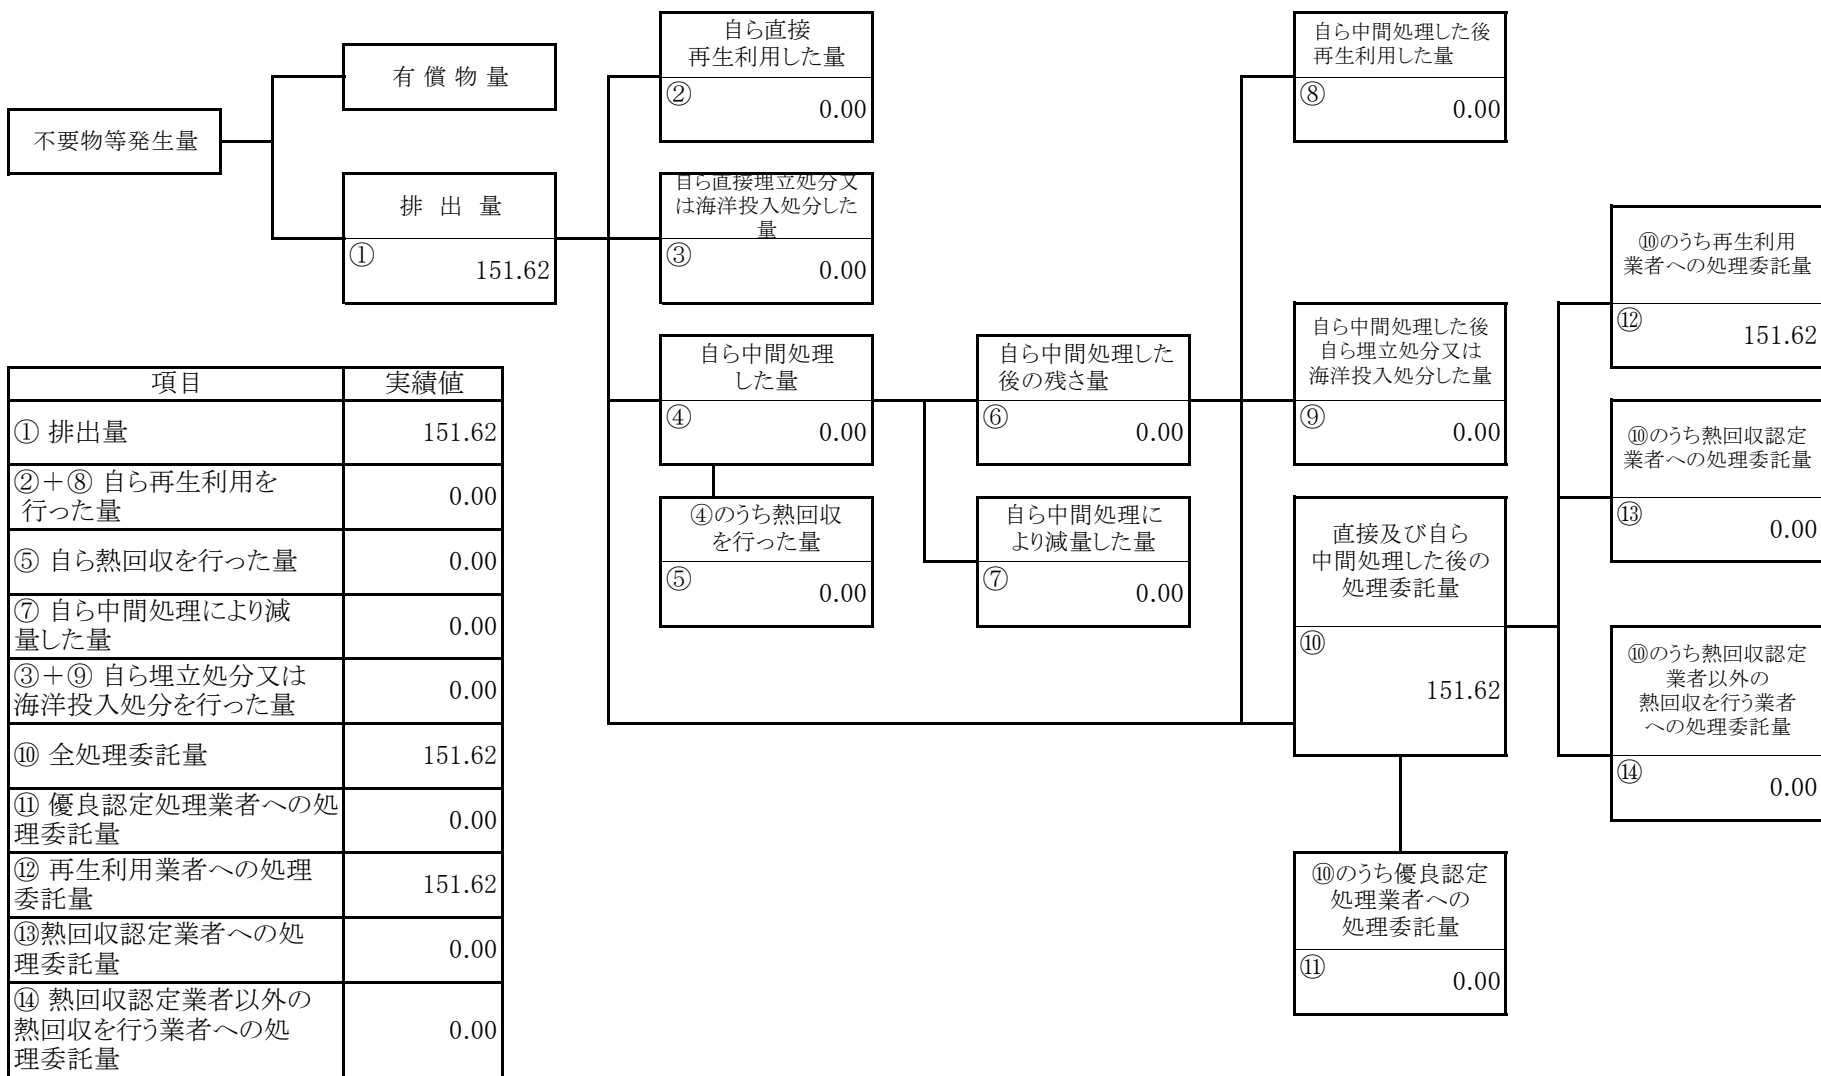 不要物等発生量
有 償 物 量
排 出 量
①
151.62
自ら直接
再生利用した量
②
0.00
自ら直接埋立処分又
は海洋投入処分した
量
③
0.00
自ら中間処理
した量
④
0.00
④のうち熱回収
を行った量
⑤
0.00
自ら中間処理した
後の残さ量
⑥
0.00
自ら中間処理に
より減量した量
⑦
0.00
自ら中間処理した後
再生利用した量
⑧
0.00
自ら中間処理した後
自ら埋立処分又は
海洋投入処分した量
⑨
0.00
直接及び自ら
中間処理した後の
処理委託量
⑩
151.62
⑩のうち優良認定
処理業者への
処理委託量
⑪
0.00
⑩のうち再生利用
業者への処理委託量
⑫
151.62
⑩のうち熱回収認定
業者への処理委託量
⑬
0.00
⑩のうち熱回収認定
業者以外の
熱回収を行う業者
への処理委託量
⑭
0.00
項目 実績値
① 排出量 151.62
②＋⑧ 自ら再生利用を
行った量 0.00
⑤ 自ら熱回収を行った量 0.00
⑦ 自ら中間処理により減
量した量 0.00
③＋⑨ 自ら埋立処分又は
海洋投入処分を行った量 0.00
⑩ 全処理委託量 151.62
⑪ 優良認定処理業者への処
理委託量 0.00
⑫ 再生利用業者への処理
委託量 151.62
⑬熱回収認定業者への処
理委託量 0.00
⑭ 熱回収認定業者以外の
熱回収を行う業者への処
理委託量 0.00